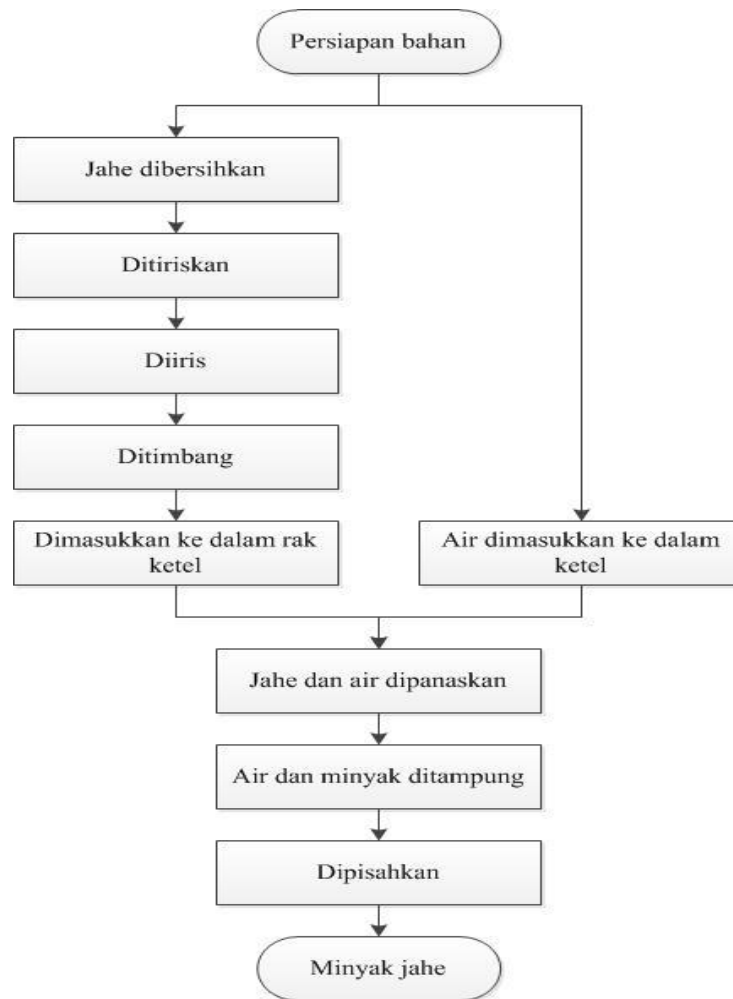 Persiapan bahan
Jahe dibersihkan
Ditiriskan
Diiris
Ditimbang
Dimasukkan ke dalam rak
ketel
Air dimasukkan ke dalam
ketel
Jahe dan air dipanaskan
Air dan minyak ditampung
Dipisahkan
Minyak jahe